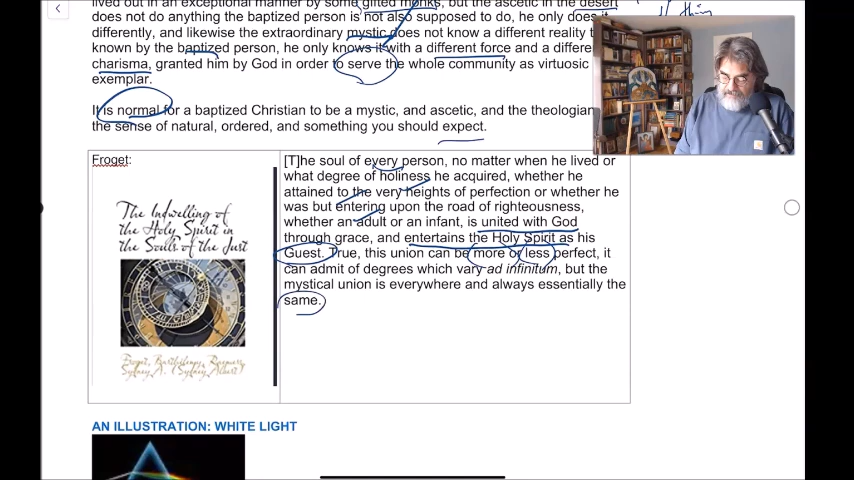 lived out in an exceptional manner by some gifted monks, but the ascetic in the desert
does not do anything the baptized person is not also supposed to do, he only does it
differently, and likewise the extraordinary mystic does not know a different reality
known by the baptized person, he only knows it with a different force and a
charisma, granted him by God in order to serve the whole community as virtuosic
exemplar.
It is normal for a baptized Christian to be a mystic, and ascetic, and the theologian
the sense of natural, ordered, and something you should expect.
Froget:
The Indwelling of
the Holy Spirit in
the Souls of the Just
Froget, Barthelemy,
Sydney A. (Sydney Albert)
[T]he soul of every person, no matter when he lived or
what degree of holiness he acquired, whether he
attained to the very heights of perfection or whether he
was but entering upon the road of righteousness,
whether an adult or an infant, is united with God
through grace, and entertains the Holy Spirit as his
Guest. True, this union can be more or less perfect, it
can admit of degrees which vary ad infinitum, but the
mystical union is everywhere and always essentially the
same.
AN ILLUSTRATION: WHITE LIGHT